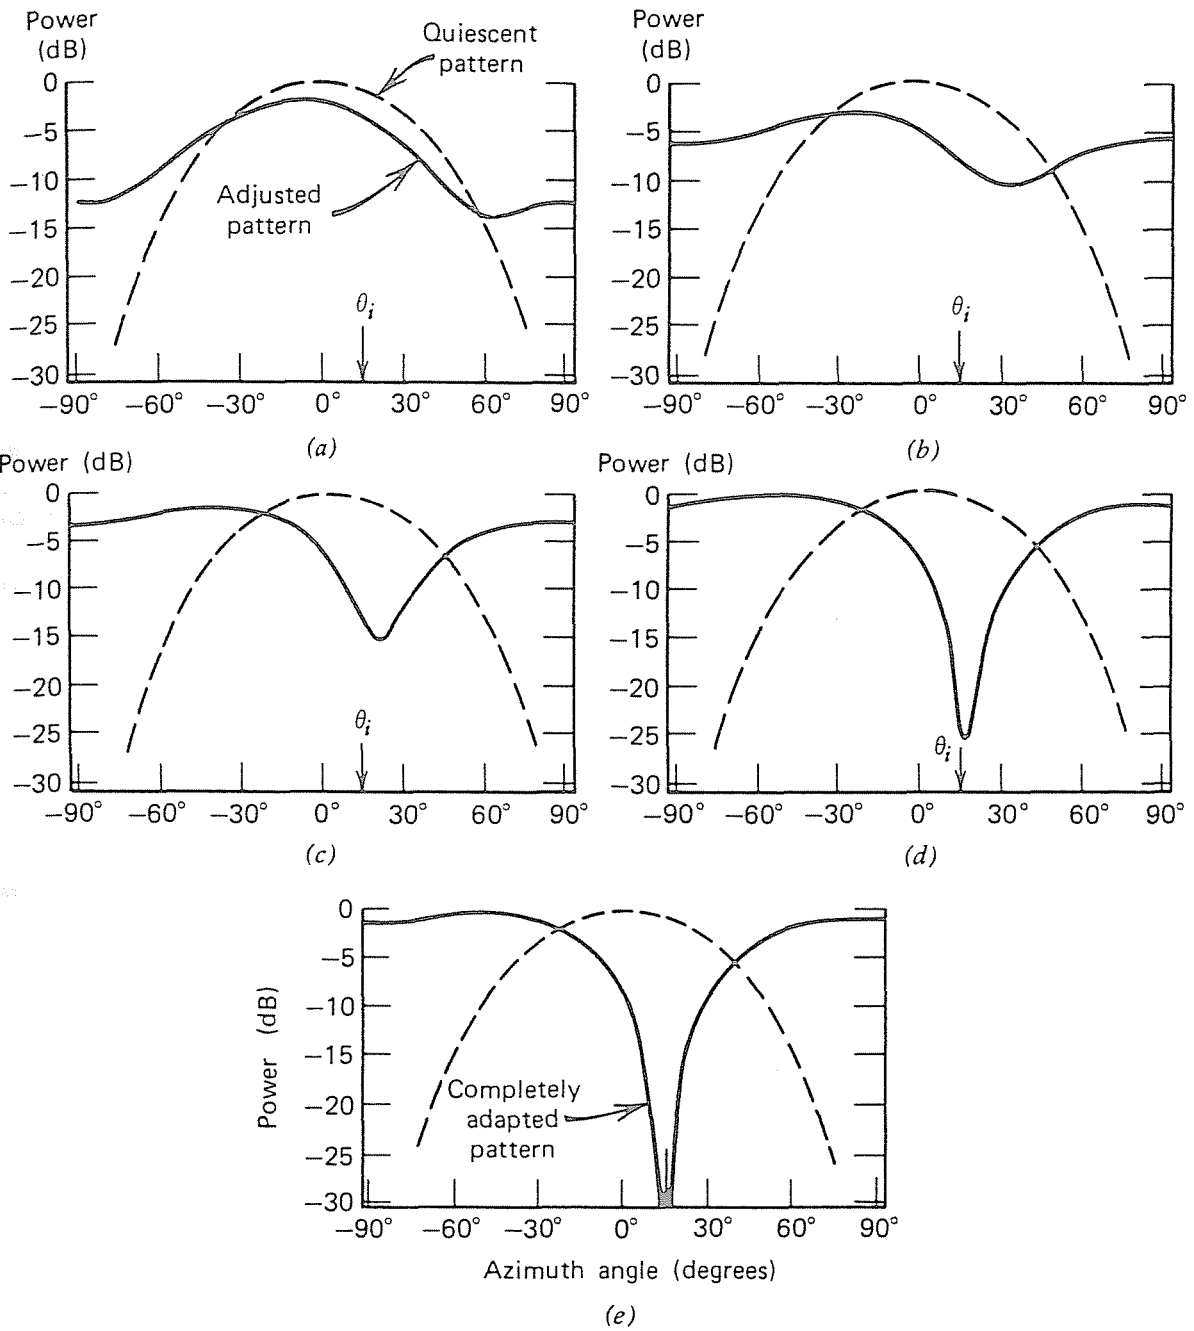 Power
(dB)
Quiescent
pattern
0
−5
−10
−15
−20
−25
−30
Adjusted
pattern
θi
−90° −60° −30° 0° 30° 60° 90°
(a)
Power
(dB)
0
−5
−10
−15
−20
−25
−30
θi
−90° −60° −30° 0° 30° 60° 90°
(b)
Power (dB)
0
−5
−10
−15
−20
−25
−30
θi
−90° −60° −30° 0° 30° 60° 90°
(c)
Power (dB)
0
−5
−10
−15
−20
−25
−30
θi
−90° −60° −30° 0° 30° 60° 90°
(d)
Power (dB)
0
−5
−10
−15
−20
−25
−30
Completely
adapted
pattern
−90° −60° −30° 0° 30° 60° 90°
Azimuth angle (degrees)
(e)